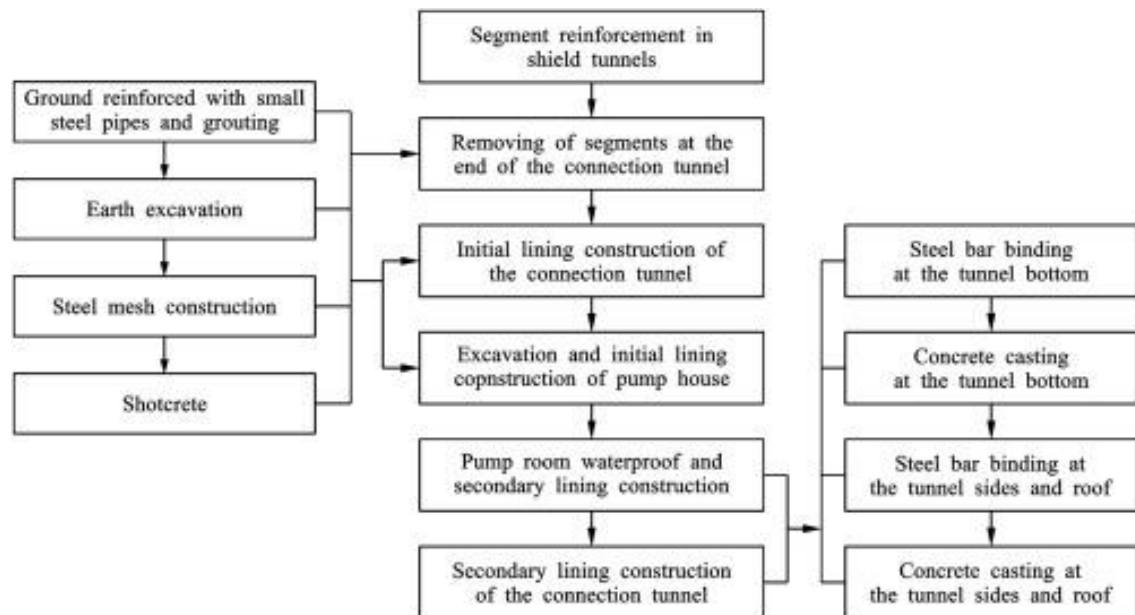 Segment reinforcement in
shield tunnels
Ground reinforced with small
steel pipes and grouting
Removing of segments at the
end of the connection tunnel
Earth excavation
Initial lining construction of
the connection tunnel
Steel bar binding
at the tunnel bottom
Steel mesh construction
Excavation and initial lining
copnstruction of pump house
Concrete casting
at the tunnel bottom
Shotcrete
Pump room waterproof and
secondary lining construction
Steel bar binding at
the tunnel sides and roof
Secondary lining construction
of the connection tunnel
Concrete casting at
the tunnel sides and roof